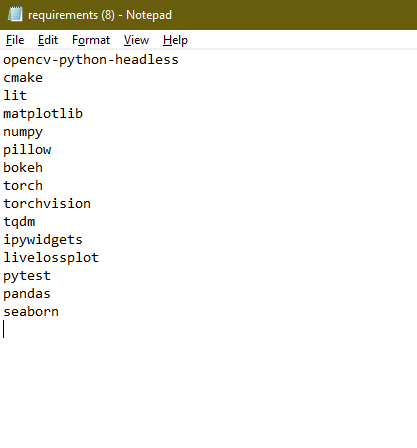 requirements (8) - Notepad
File Edit Format View Help
opencv-python-headless
cmake
lit
matplotlib
numpy
pillow
bokeh
torch
torchvision
tqdm
ipywidgets
livelossplot
pytest
pandas
seaborn